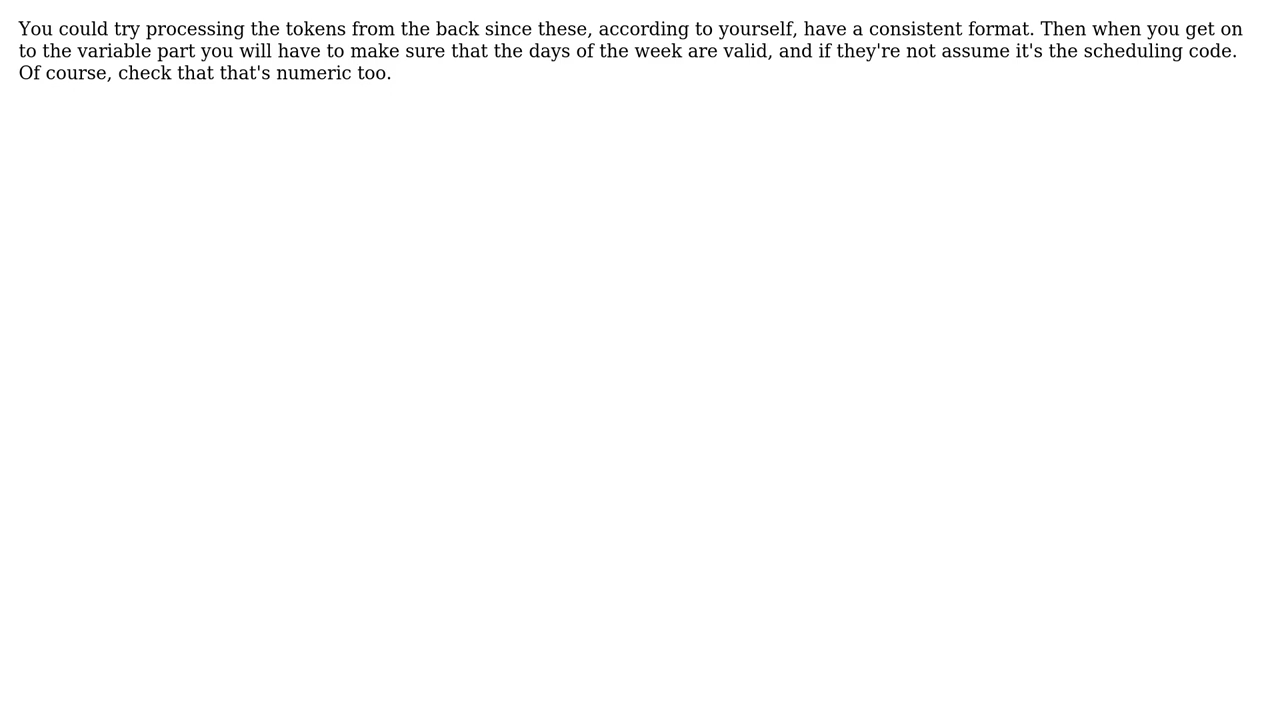 You could try processing the tokens from the back since these, according to yourself, have a consistent format. Then when you get on
to the variable part you will have to make sure that the days of the week are valid, and if they're not assume it's the scheduling code.
Of course, check that that's numeric too.